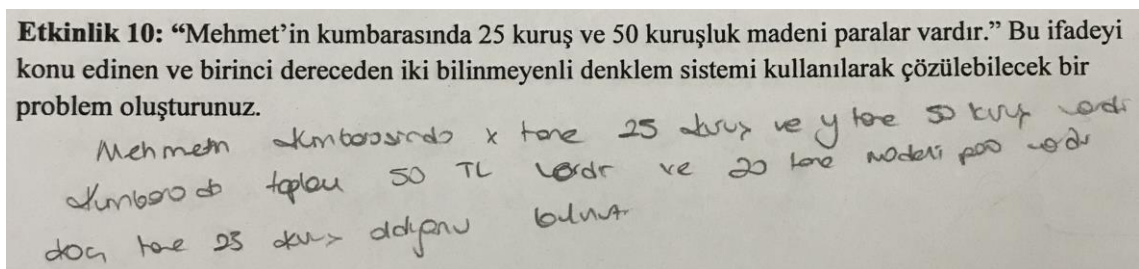 Etkinlik 10: “Mehmet’in kumbarasında 25 kuruş ve 50 kuruşluk madeni paralar vardır.” Bu ifadeyi
konu edinen ve birinci dereceden iki bilinmeyenli denklem sistemi kullanılarak çözülebilecek bir
problem oluşturunuz.
Mehmetin kumbarasında x tane 25 kuruş ve y tane 50 kuruş vardır
Kumbarada toplam 50 TL vardır ve 20 tane madeni para vardır
kaç tane 25 kuruş olduğunu bulunuz.